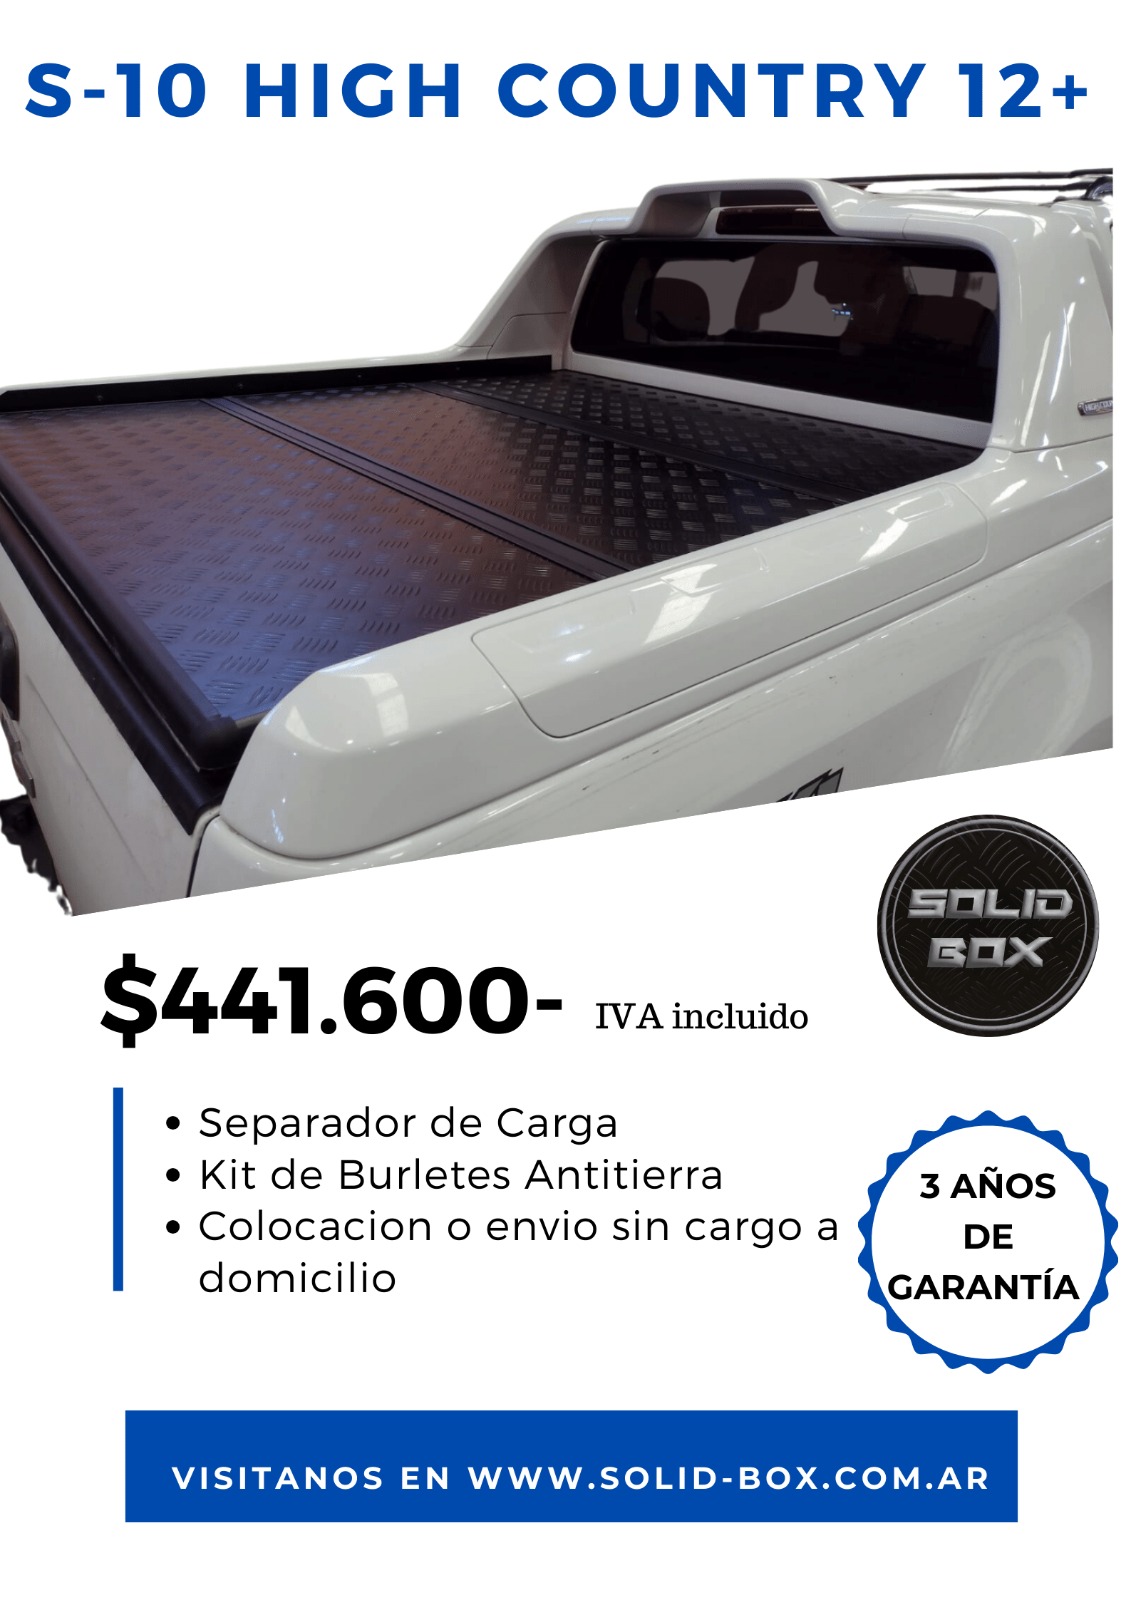 S-10 HIGH COUNTRY 12+
SOLID
BOX
$441.600- IVA incluido
• Separador de Carga
• Kit de Burletes Antitierra
• Colocacion o envio sin cargo a
domicilio
3 AÑOS
DE
GARANTÍA
VISITANOS EN WWW.SOLID-BOX.COM.AR